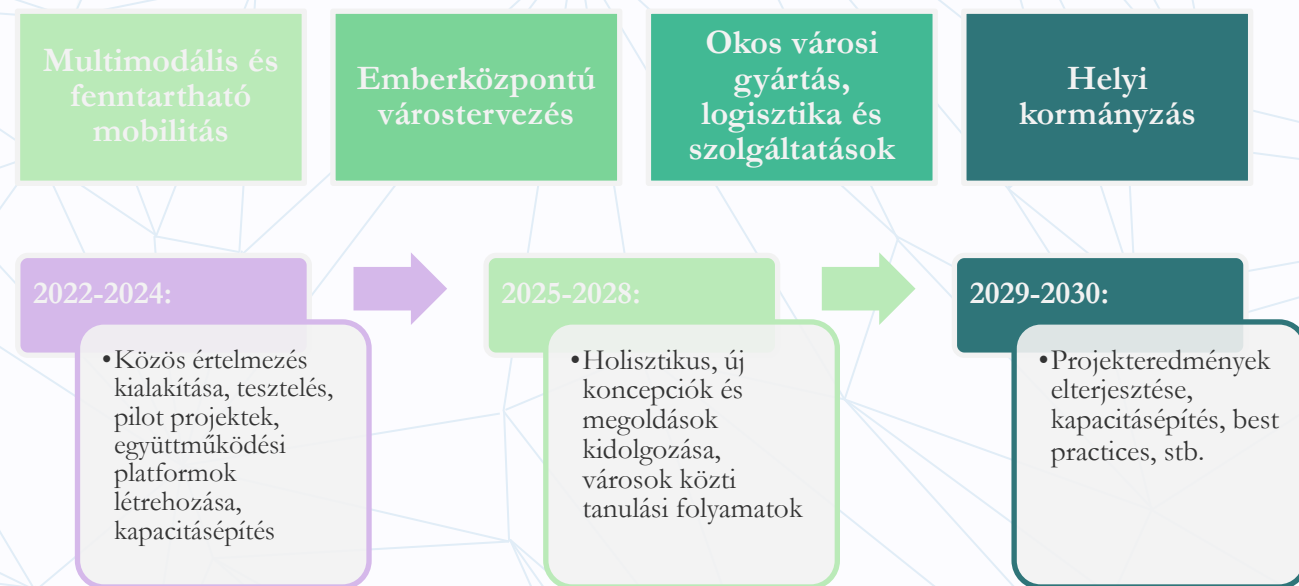 Multimodális és
fenntartható
mobilitás
Emberközpontú
várostervezés
Okos városi
gyártás,
logisztika és
szolgáltatások
Helyi
kormányzás
2022-2024:
•Közös értelmezés
kialakítása, tesztelés,
pilot projektek,
együttműködési
platformok
létrehozása,
kapacitásépítés
2025-2028:
•Holisztikus, új
koncepciók és
megoldások
kidolgozása,
városok közti
tanulási folyamatok
2029-2030:
•Projekteredmények
elterjesztése,
kapacitásépítés, best
practices, stb.